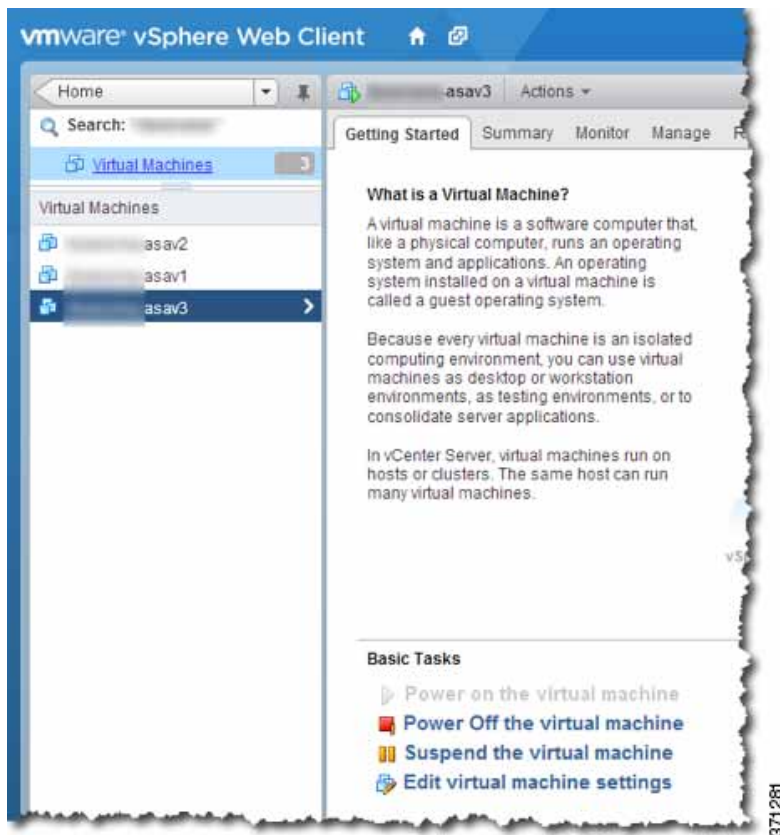 vmware® vSphere Web Client
Home
Search:
Virtual Machines 3
Virtual Machines
asav2
asav1
asav3
asav3 Actions
Getting Started Summary Monitor Manage
What is a Virtual Machine?
A virtual machine is a software computer that,
like a physical computer, runs an operating
system and applications. An operating
system installed on a virtual machine is
called a guest operating system.
Because every virtual machine is an isolated
computing environment, you can use virtual
machines as desktop or workstation
environments, as testing environments, or to
consolidate server applications.
In vCenter Server, virtual machines run on
hosts or clusters. The same host can run
many virtual machines.
Basic Tasks
Power on the virtual machine
Power Off the virtual machine
Suspend the virtual machine
Edit virtual machine settings
371281